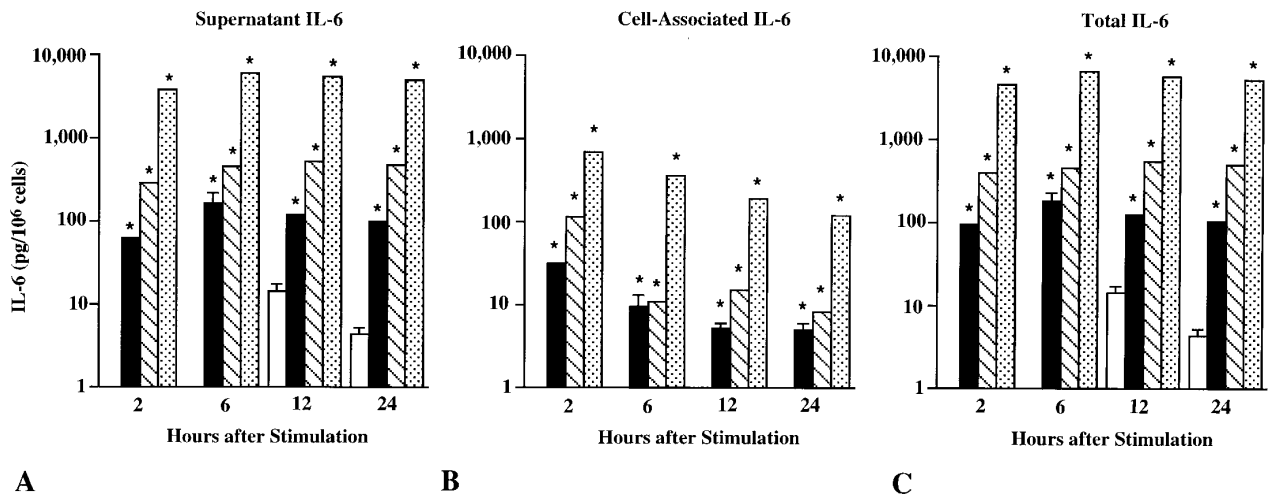 Supernatant IL-6
Cell-Associated IL-6
Total IL-6
IL-6 (pg/10⁶ cells)
10,000
1,000
100
10
1
* * * * * * * * * * * *
2 6 12 24
Hours after Stimulation
A
10,000
1,000
100
10
1
* * * * * * * * * * * *
2 6 12 24
Hours after Stimulation
B
10,000
1,000
100
10
1
* * * * * * * * * * * *
2 6 12 24
Hours after Stimulation
C